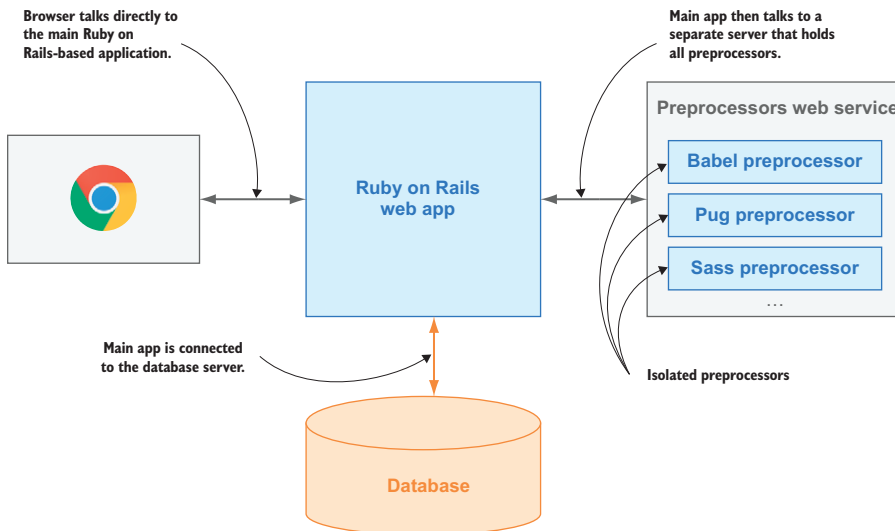 Browser talks directly to
the main Ruby on
Rails-based application.
Main app then talks to a
separate server that holds
all preprocessors.
Preprocessors web service
Babel preprocessor
Ruby on Rails
web app
Pug preprocessor
Sass preprocessor
...
Main app is connected
to the database server.
Isolated preprocessors
Database